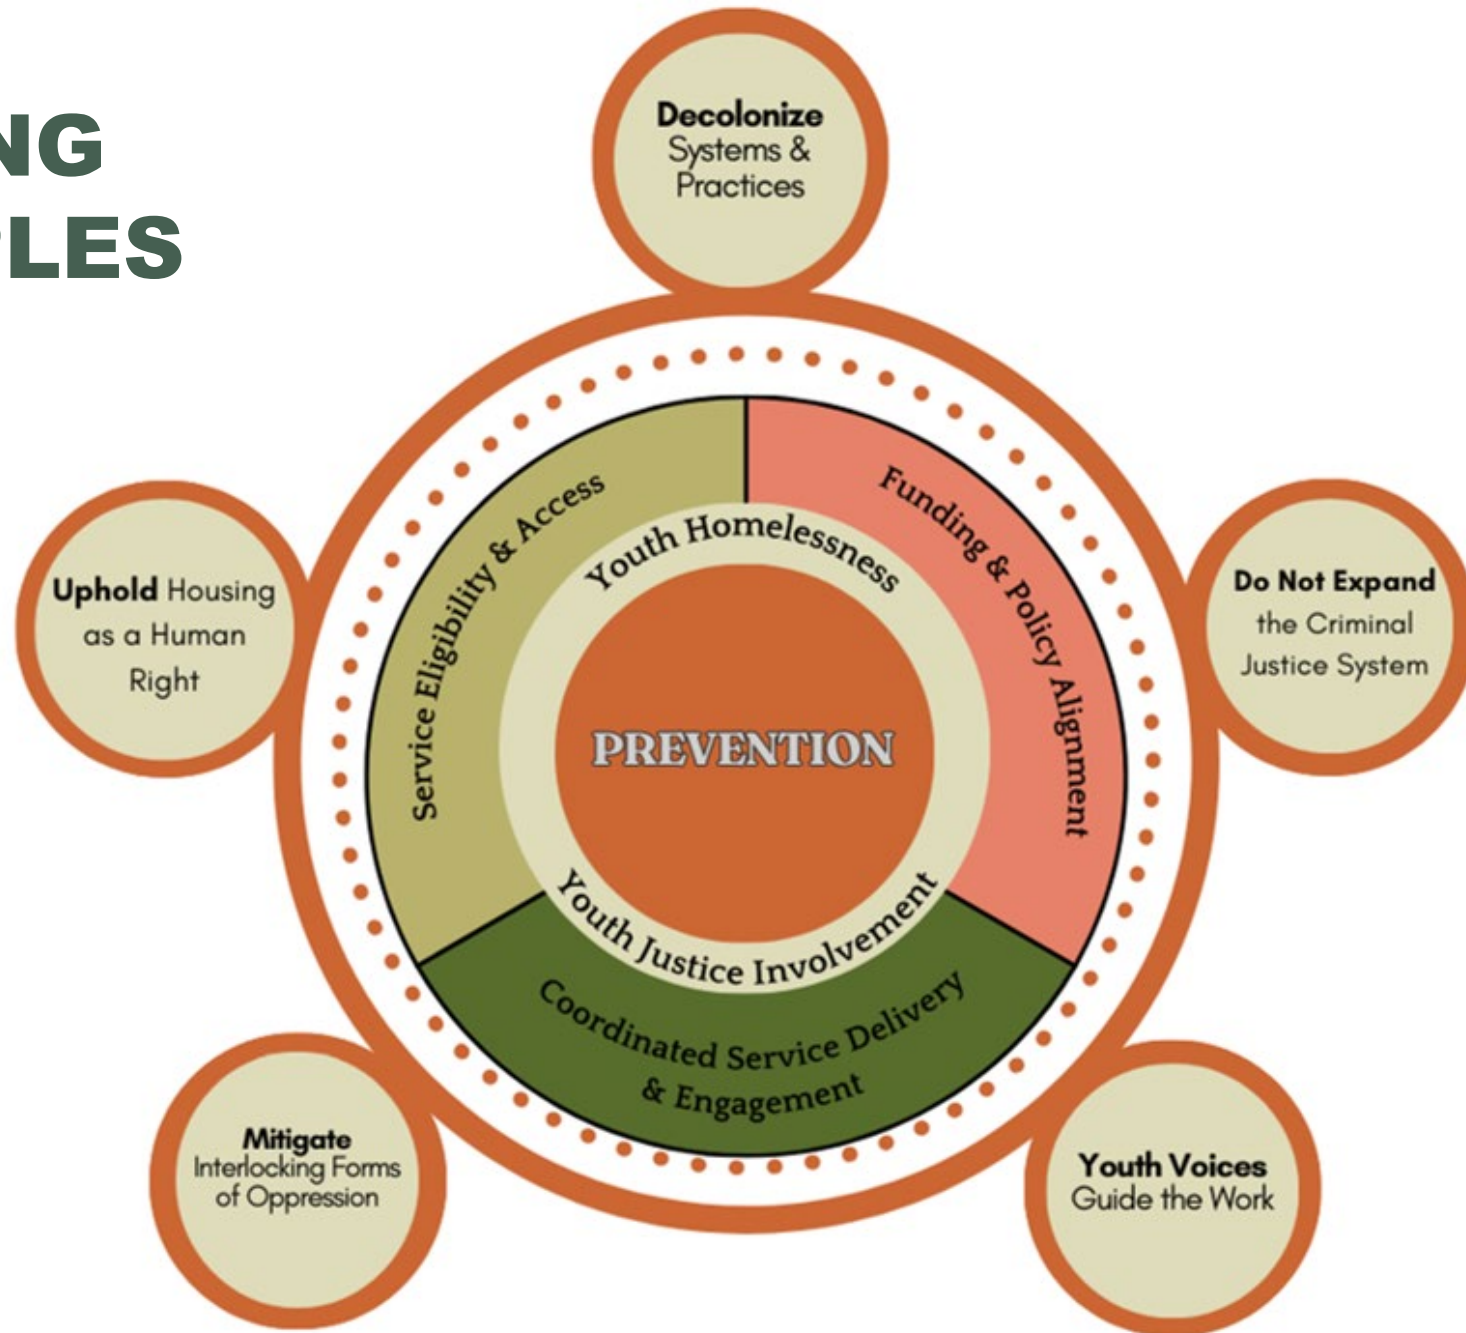 NG
PLES
Decolonize
Systems &
Practices
Uphold Housing
as a Human
Right
Do Not Expand
the Criminal
Justice System
Service Eligibility & Access
Funding & Policy Alignment
Youth Homelessness
PREVENTION
Youth Justice Involvement
Coordinated Service Delivery
& Engagement
Mitigate
Interlocking Forms
of Oppression
Youth Voices
Guide the Work